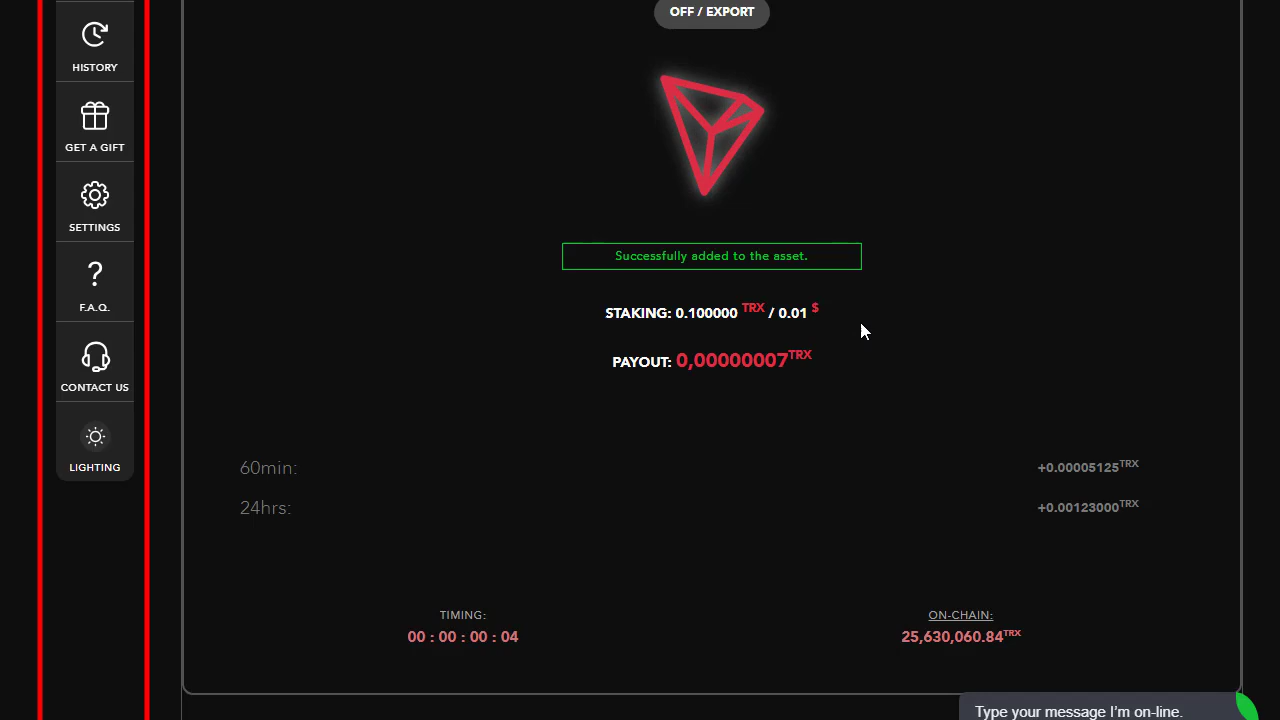 OFF / EXPORT
HISTORY
GET A GIFT
SETTINGS
F.A.Q.
CONTACT US
LIGHTING
Successfully added to the asset.
STAKING: 0.100000 TRX / 0.01 $
PAYOUT: 0,00000007TRX
60min: +0.00005125TRX
24hrs: +0.00123000TRX
TIMING: ON-CHAIN:
00 : 00 : 00 : 04 25,630,060.84TRX
Type your message I'm on-line.